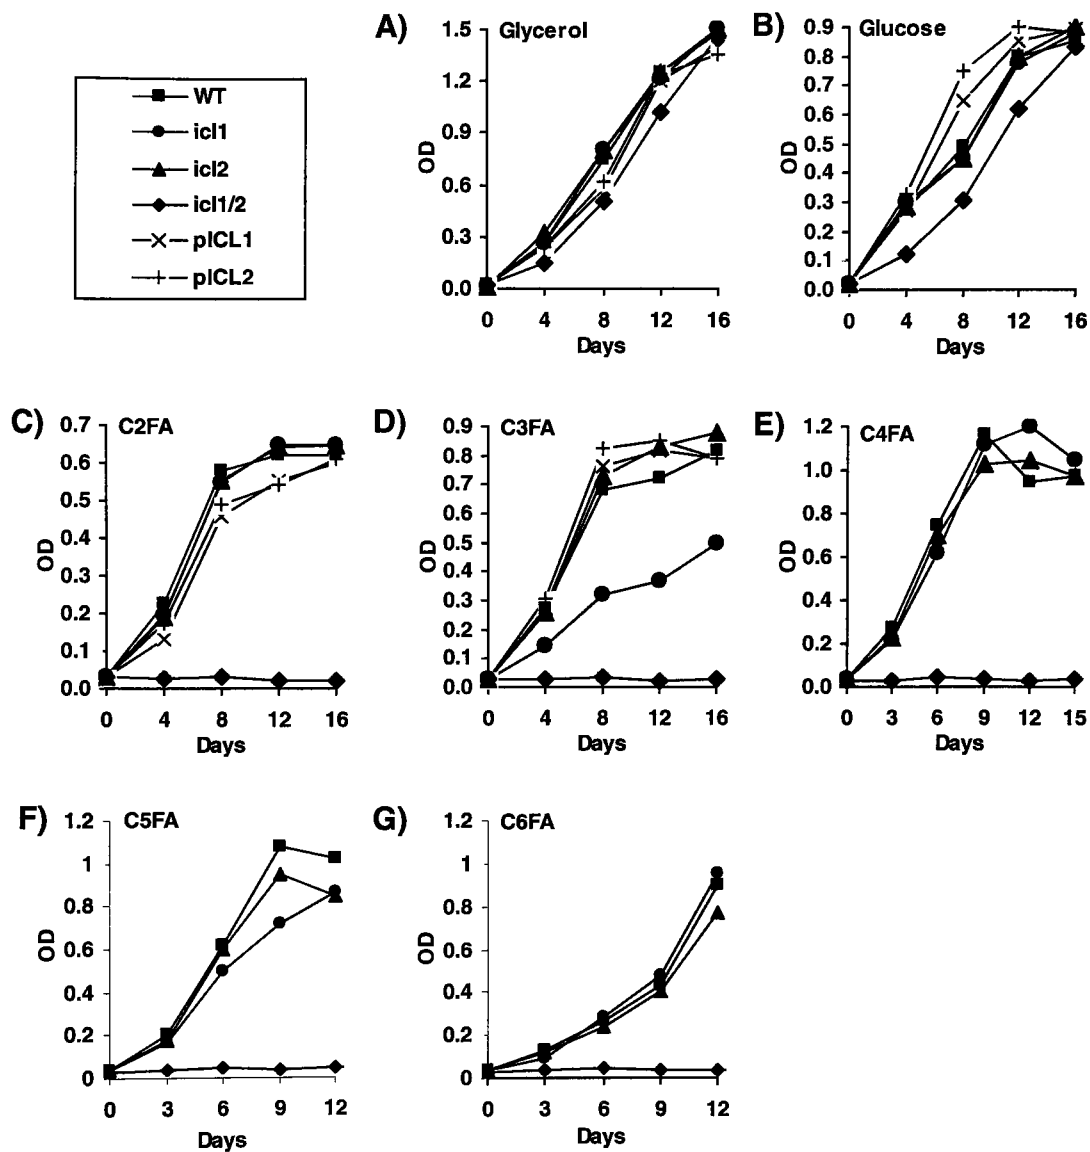 WT
icl1
icl2
icl1/2
pICL1
pICL2
A) Glycerol
1.5
1.2
0.9
0.6
0.3
0.0
OD
0 4 8 12 16
Days
B) Glucose
0.9
0.8
0.7
0.6
0.5
0.4
0.3
0.2
0.1
0.0
OD
0 4 8 12 16
Days
C) C2FA
0.7
0.6
0.5
0.4
0.3
0.2
0.1
0.0
OD
0 4 8 12 16
Days
D) C3FA
0.9
0.8
0.7
0.6
0.5
0.4
0.3
0.2
0.1
0.0
OD
0 4 8 12 16
Days
E) C4FA
1.2
1.0
0.8
0.6
0.4
0.2
0.0
OD
0 3 6 9 12 15
Days
F) C5FA
1.2
1
0.8
0.6
0.4
0.2
0
OD
0 3 6 9 12
Days
G) C6FA
1.2
1
0.8
0.6
0.4
0.2
0
OD
0 3 6 9 12
Days